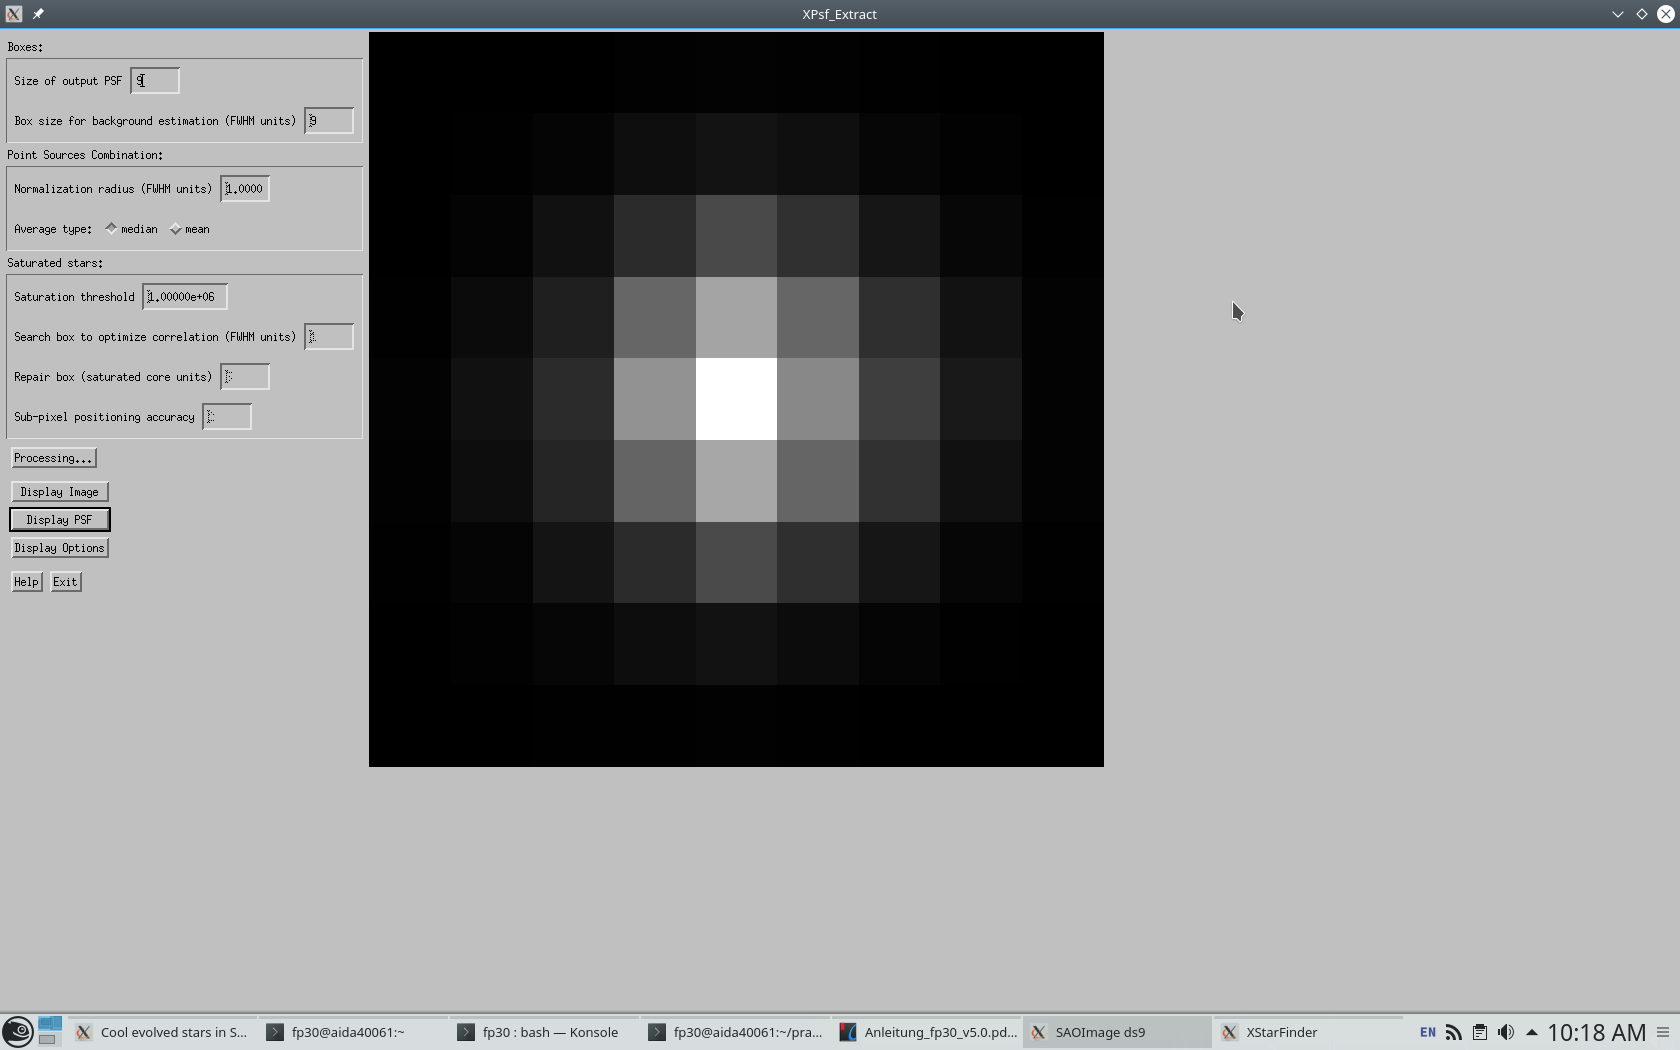 XPsf_Extract
Boxes:
Size of output PSF 9
Box size for background estimation (FWHM units) 9
Point Sources Combination:
Normalization radius (FWHM units) 1.0000
Average type: median mean
Saturated stars:
Saturation threshold 1.00000e+06
Search box to optimize correlation (FWHM units)
Repair box (saturated core units)
Sub-pixel positioning accuracy
Processing...
Display Image
Display PSF
Display Options
Help Exit
Cool evolved stars in S... fp30@aida40061:~ fp30 : bash — Konsole fp30@aida40061:~/pra... Anleitung_fp30_v5.0.pd... SAOImage ds9 XStarFinder EN 10:18 AM